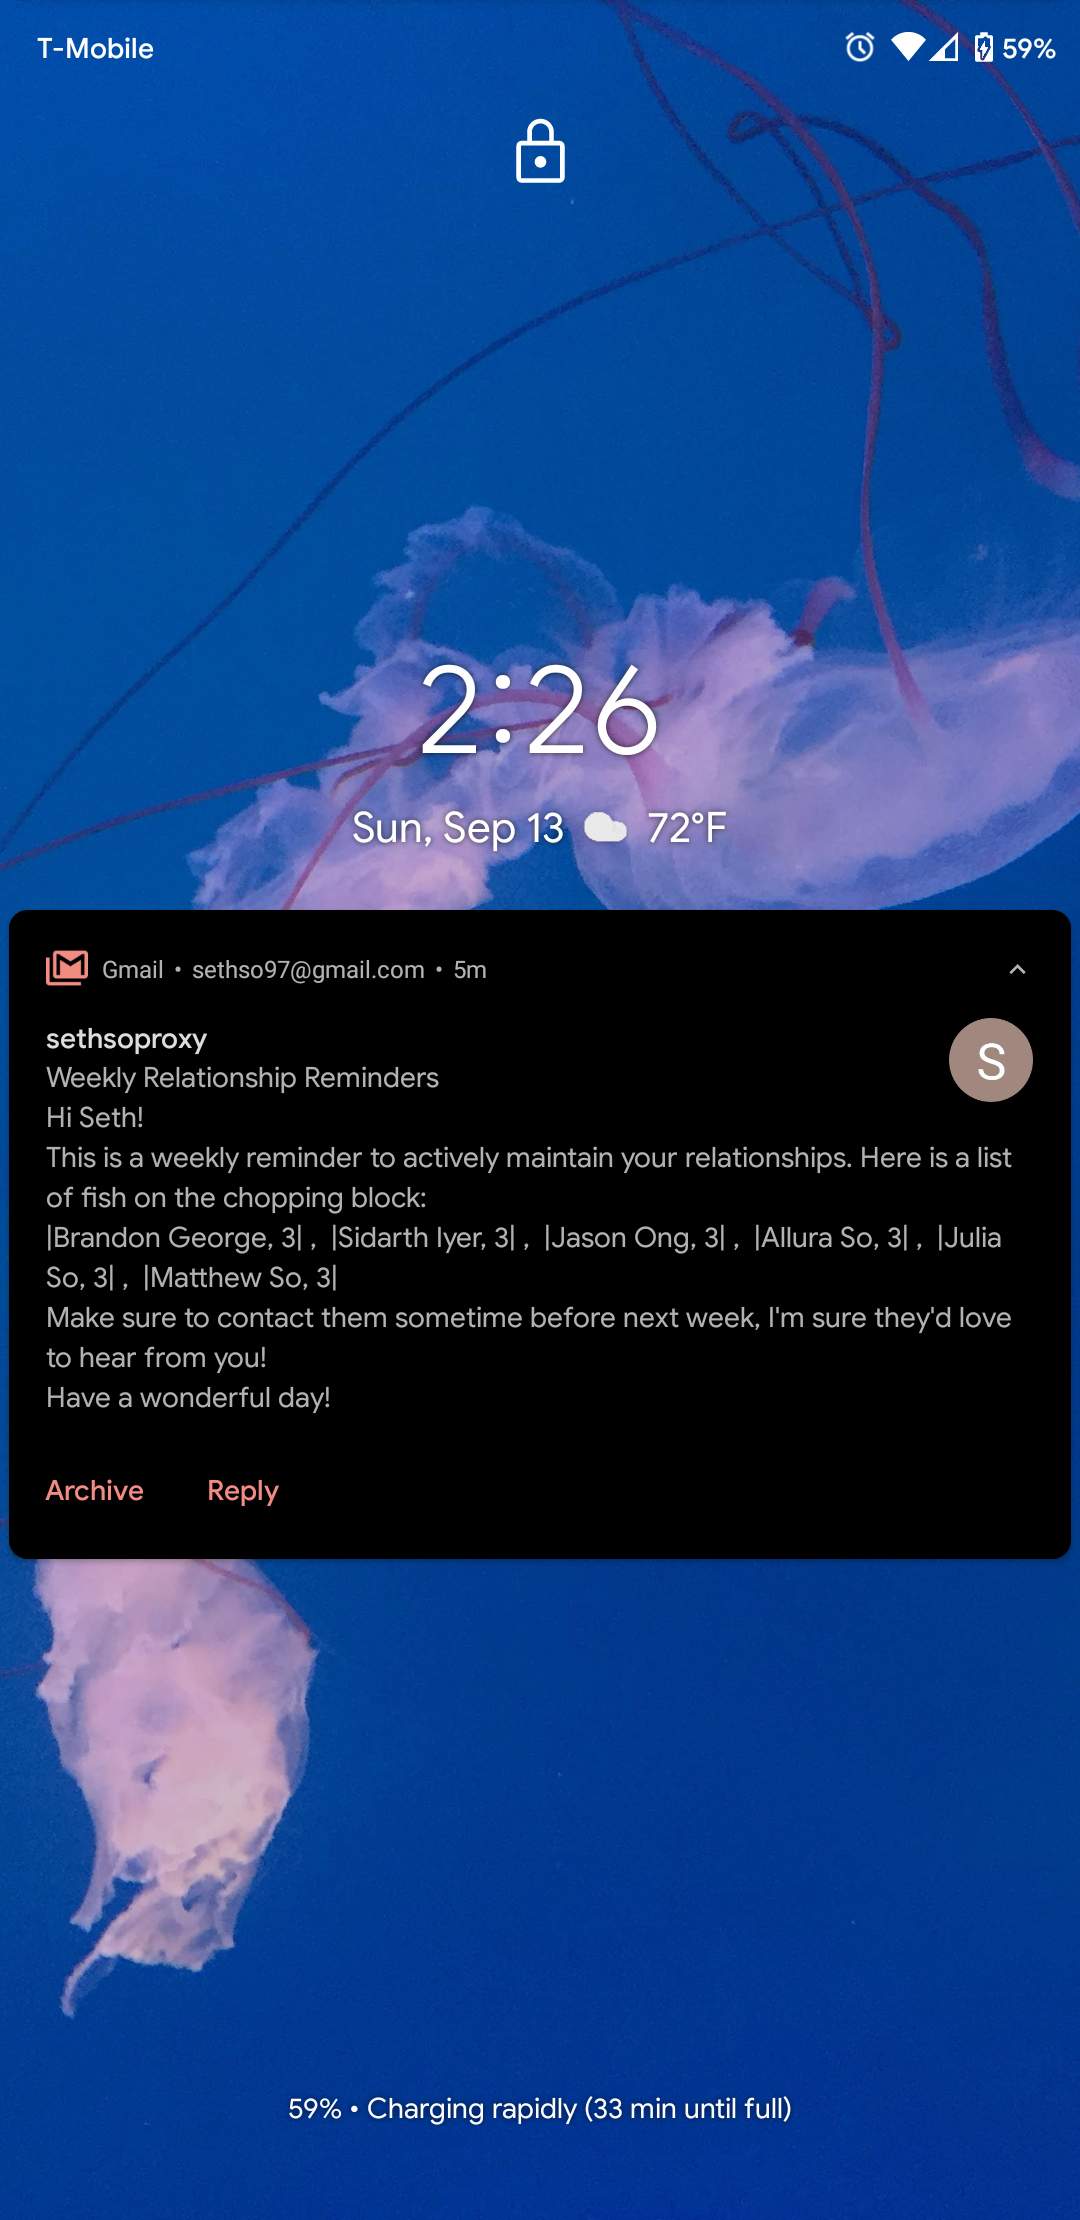 T-Mobile 59%
2:26
Sun, Sep 13 72°F
Gmail • sethso97@gmail.com • 5m
sethsoproxy
S
Weekly Relationship Reminders
Hi Seth!
This is a weekly reminder to actively maintain your relationships. Here is a list
of fish on the chopping block:
|Brandon George, 3| , |Sidarth Iyer, 3| , |Jason Ong, 3| , |Allura So, 3| , |Julia
So, 3| , |Matthew So, 3|
Make sure to contact them sometime before next week, I'm sure they'd love
to hear from you!
Have a wonderful day!
Archive Reply
59% • Charging rapidly (33 min until full)